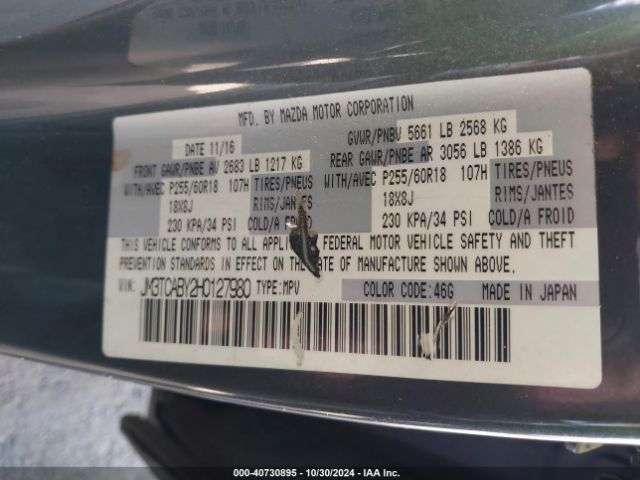 MFD. BY MAZDA MOTOR CORPORATION
DATE 11/16 GVWR/PNBV 5661 LB 2568 KG
FRONT GAWR/PNBE AV 2683 LB 1217 KG REAR GAWR/PNBE AR 3056 LB 1386 KG
WITH/AVEC P255/60R18 107H TIRES/PNEUS WITH/AVEC P255/60R18 107H TIRES/PNEUS
18X8J RIMS/JANTES 18X8J RIMS/JANTES
230 KPA/34 PSI COLD/A FROID 230 KPA/34 PSI COLD/A FROID
THIS VEHICLE CONFORMS TO ALL FEDERAL MOTOR VEHICLE SAFETY AND THEFT
PREVENTION STANDARDS IN EFFECT ON THE DATE OF MANUFACTURE SHOWN ABOVE.
VIN: JM3TCABY2H0127980 TYPE:MPV COLOR CODE:46G MADE IN JAPAN
000-40730895 - 10/30/2024 - IAA Inc.